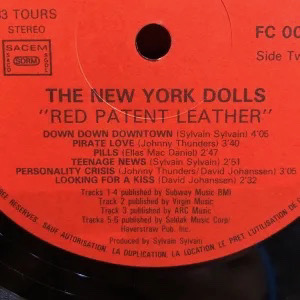 33 TOURS
STEREO
SACEM
SDRM
FC 00
Side Tw
THE NEW YORK DOLLS
"RED PATENT LEATHER"
DOWN DOWN DOWNTOWN (Sylvain Sylvain) 4'05
PIRATE LOVE (Johnny Thunders) 3'40
PILLS (Elias Mac Daniel) 2'47
TEENAGE NEWS (Sylvain Sylvain) 2'51
PERSONALITY CRISIS (Johnny Thunders/David Johanssen) 3'35
LOOKING FOR A KISS (David Johanssen) 2'32
Tracks 1-4 published by Subway Music BMI
Track 2 published by Virgin Music
Track 3 published by ARC Music
Tracks 5-6 published by Seldak Music Corp
Haverstraw Pub. Inc.
Produced by Sylvain Sylvain
RESERVES. SAUF AUTORISATION. LA LOCATION. LE PRET. L'UTILISATION DE